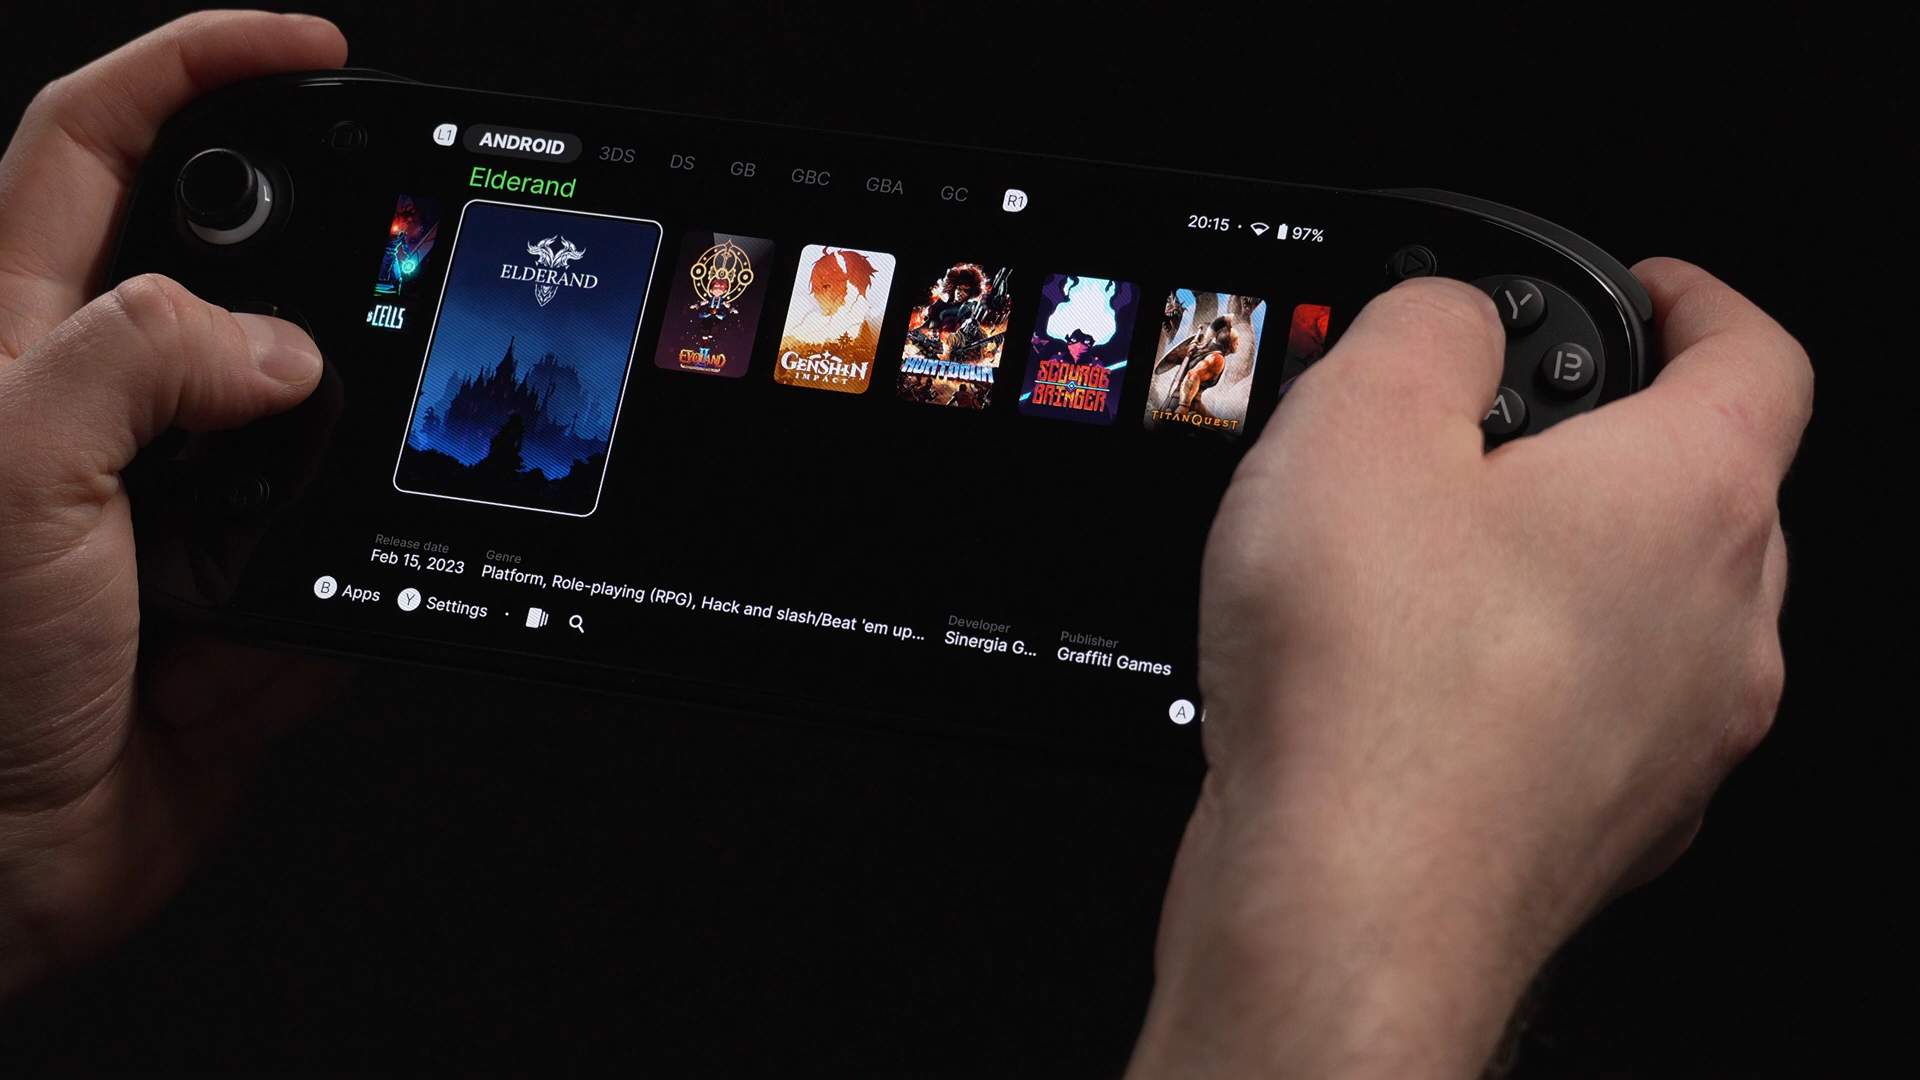 L1 ANDROID 3DS DS GB GBC GBA GC R1
20:15 · 97%
Elderand
CELLS
ELDERAND
EVOLAND II
GENSHIN
IMPACT
HUNTDOWN
SCOURGE
BRINGER
TITAN QUEST
Y
B
A
Release date
Feb 15, 2023
Genre
Platform, Role-playing (RPG), Hack and slash/Beat 'em up...
Developer
Sinergia G...
Publisher
Graffiti Games
B Apps Y Settings ·
A